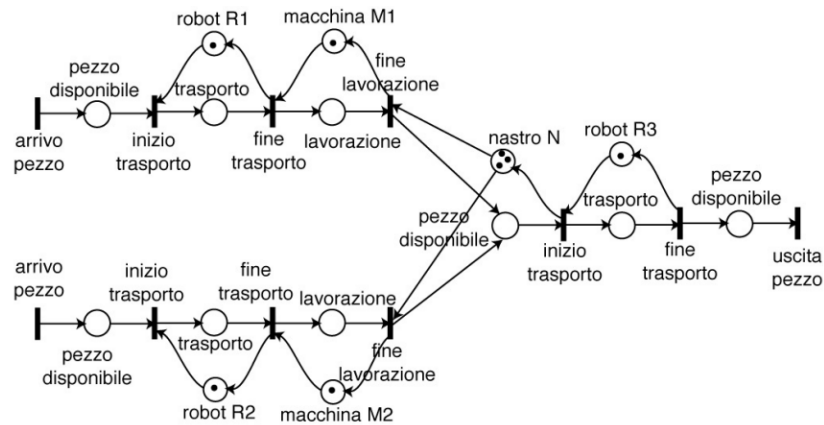 robot R1
macchina M1
pezzo
disponibile
trasporto
fine
lavorazione
arrivo
pezzo
inizio
trasporto
fine
trasporto
lavorazione
nastro N
robot R3
pezzo
disponibile
trasporto
pezzo
disponibile
inizio
trasporto
fine
trasporto
uscita
pezzo
arrivo
pezzo
inizio
trasporto
fine
trasporto
lavorazione
pezzo
disponibile
trasporto
fine
lavorazione
robot R2
macchina M2